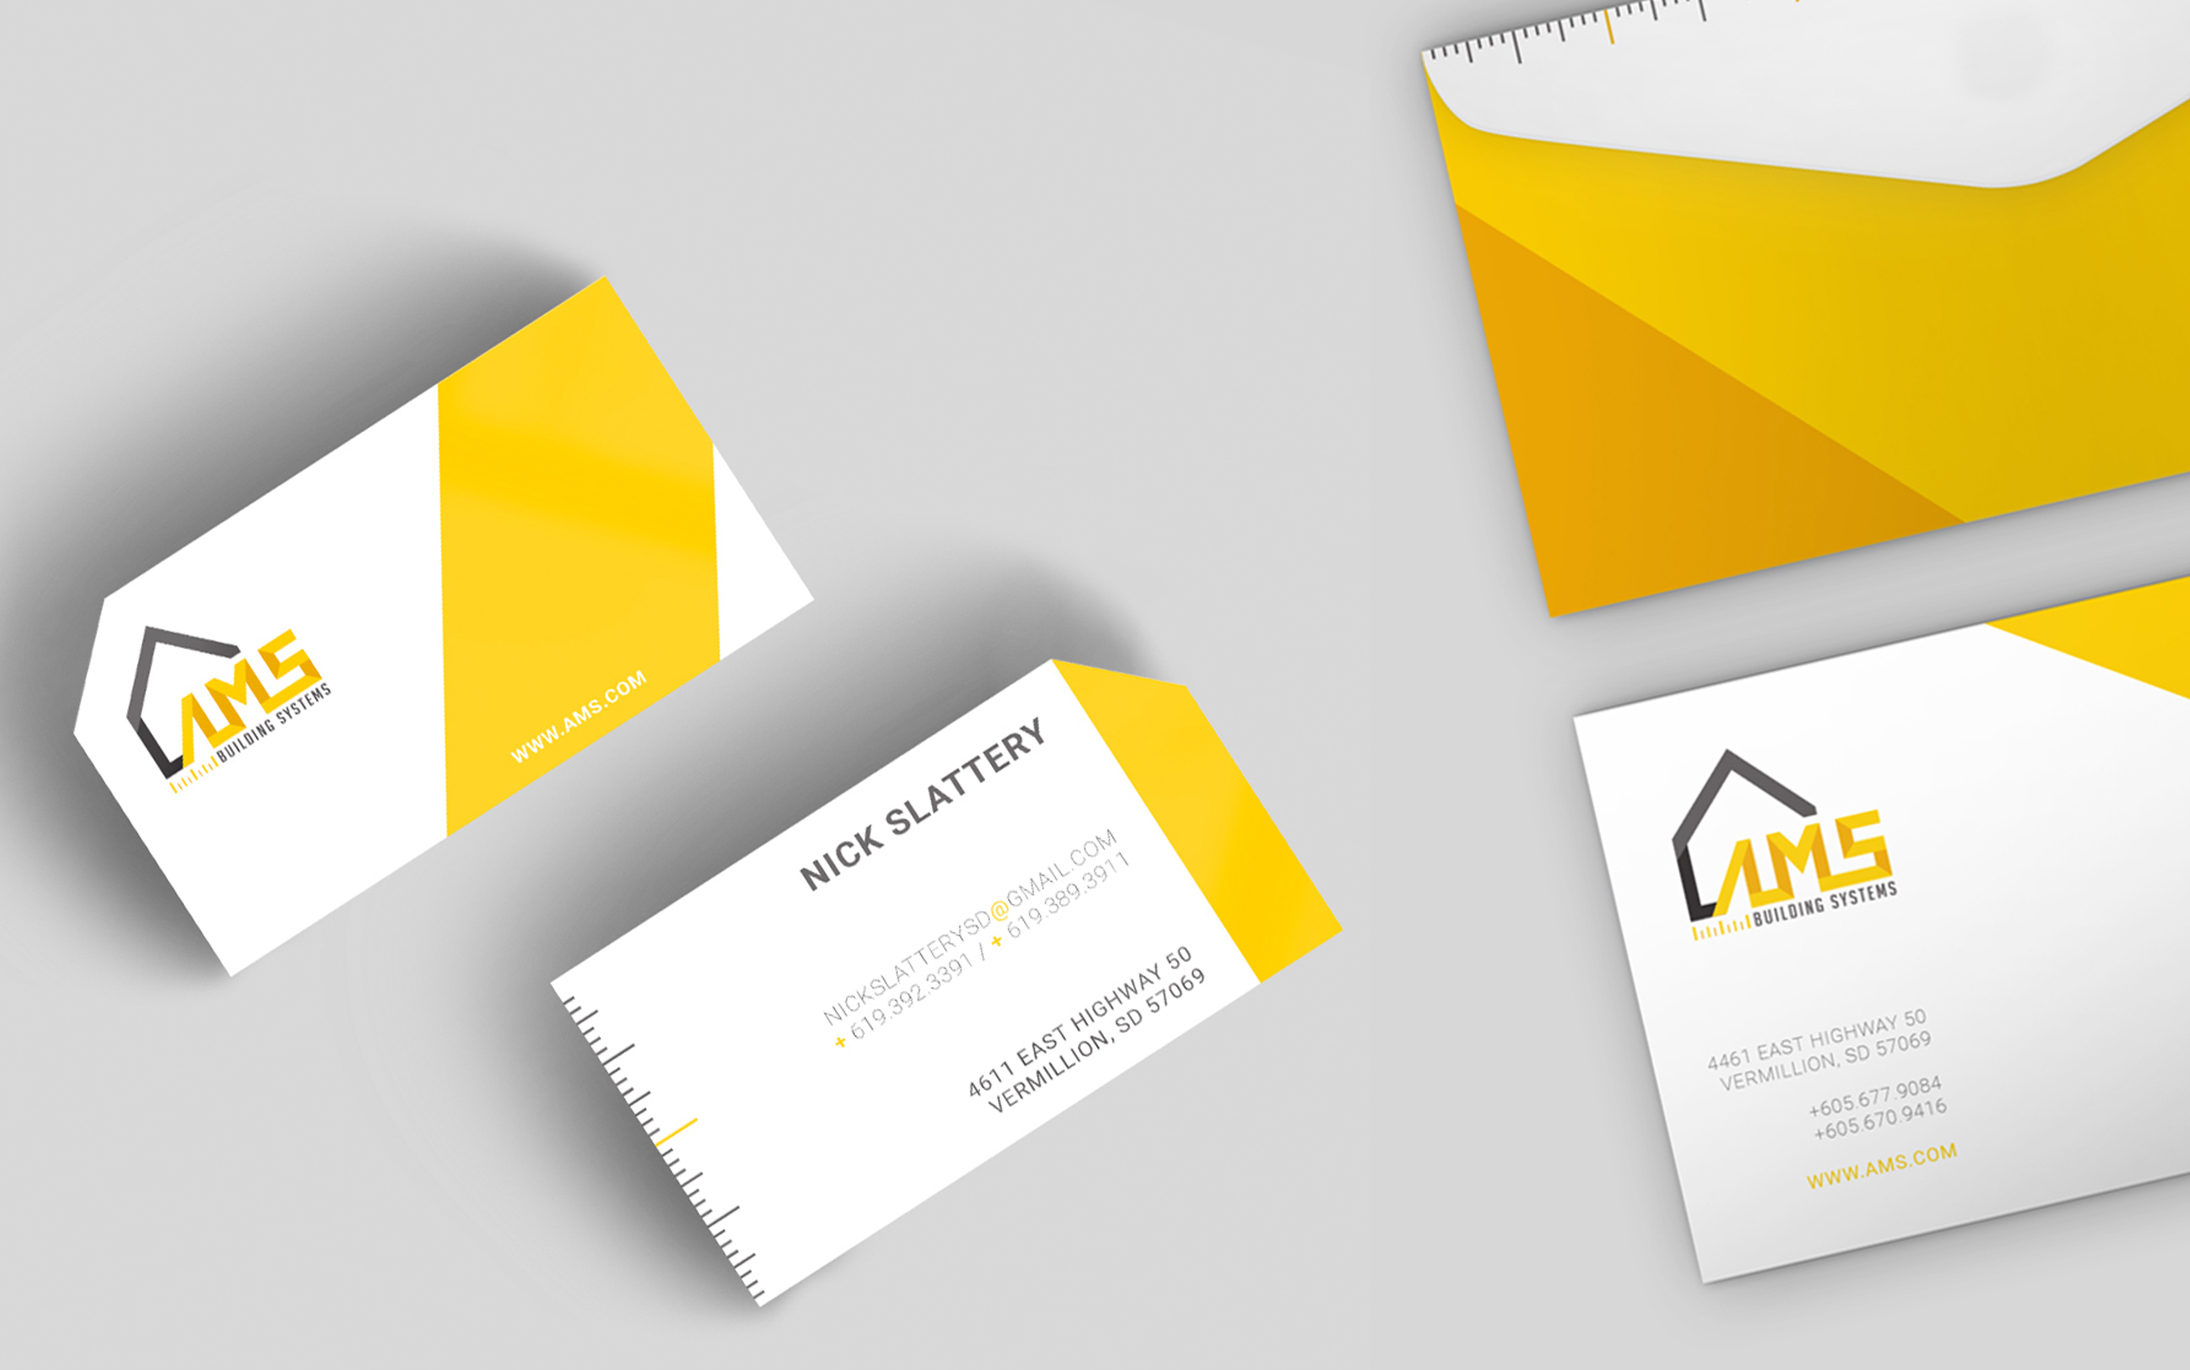 AMS
BUILDING SYSTEMS
WWW.AMS.COM
NICK SLATTERY
NICKSLATTERYSD@GMAIL.COM
+ 619.392.3391 / + 619.389.3911
4611 EAST HIGHWAY 50
VERMILLION, SD 57069
AMS
BUILDING SYSTEMS
4461 EAST HIGHWAY 50
VERMILLION, SD 57069
+605.677.9084
+605.670.9416
WWW.AMS.COM